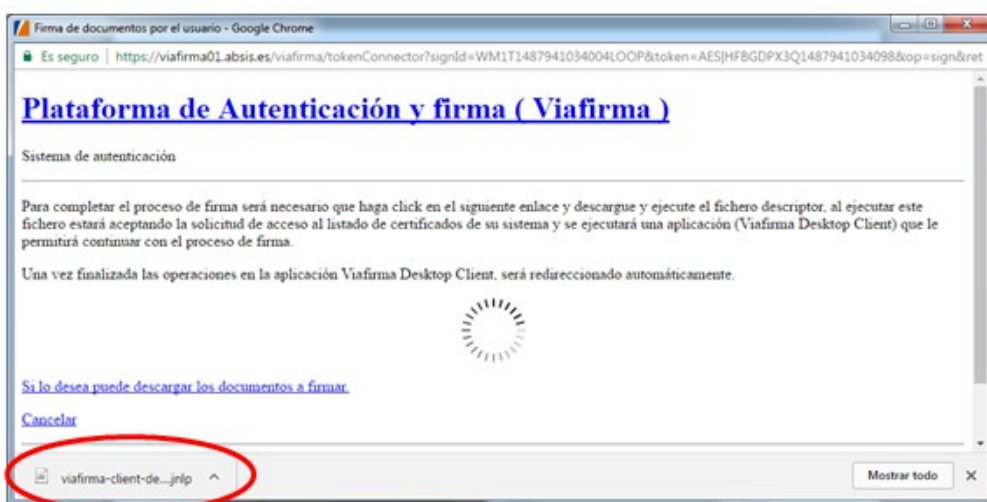 Firma de documentos por el usuario - Google Chrome
Es seguro | https://viafirma01.absis.es/viafirma/tokenConnector?signId=WM1T1487941034004LOOP&token=AES|HFBGDPX3Q1487941034098&op=sign&ret
Plataforma de Autenticación y firma ( Viafirma )
Sistema de autenticación
Para completar el proceso de firma será necesario que haga click en el siguiente enlace y descargue y ejecute el fichero descriptor, al ejecutar este
fichero estará aceptando la solicitud de acceso al listado de certificados de su sistema y se ejecutará una aplicación (Viafirma Desktop Client) que le
permitirá continuar con el proceso de firma.
Una vez finalizada las operaciones en la aplicación Viafirma Desktop Client, será redireccionado automáticamente.
Si lo desea puede descargar los documentos a firmar.
Cancelar
viafirma-client-de....jnlp
Mostrar todo